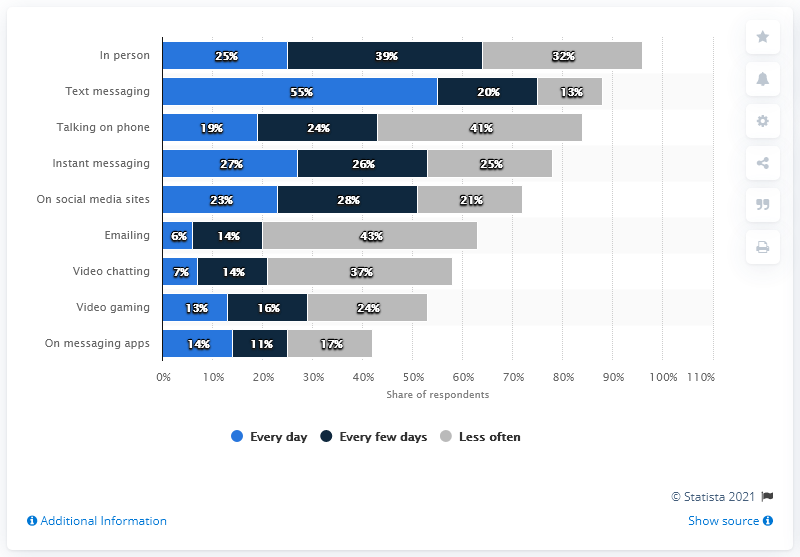 In person 25% 39% 32%
Text messaging 55% 20% 13%
Talking on phone 19% 24% 41%
Instant messaging 27% 26% 25%
On social media sites 23% 28% 21%
Emailing 6% 14% 43%
Video chatting 7% 14% 37%
Video gaming 13% 16% 24%
On messaging apps 14% 11% 17%
0% 10% 20% 30% 40% 50% 60% 70% 80% 90% 100% 110%
Share of respondents
Every day Every few days Less often
© Statista 2021
Additional Information Show source